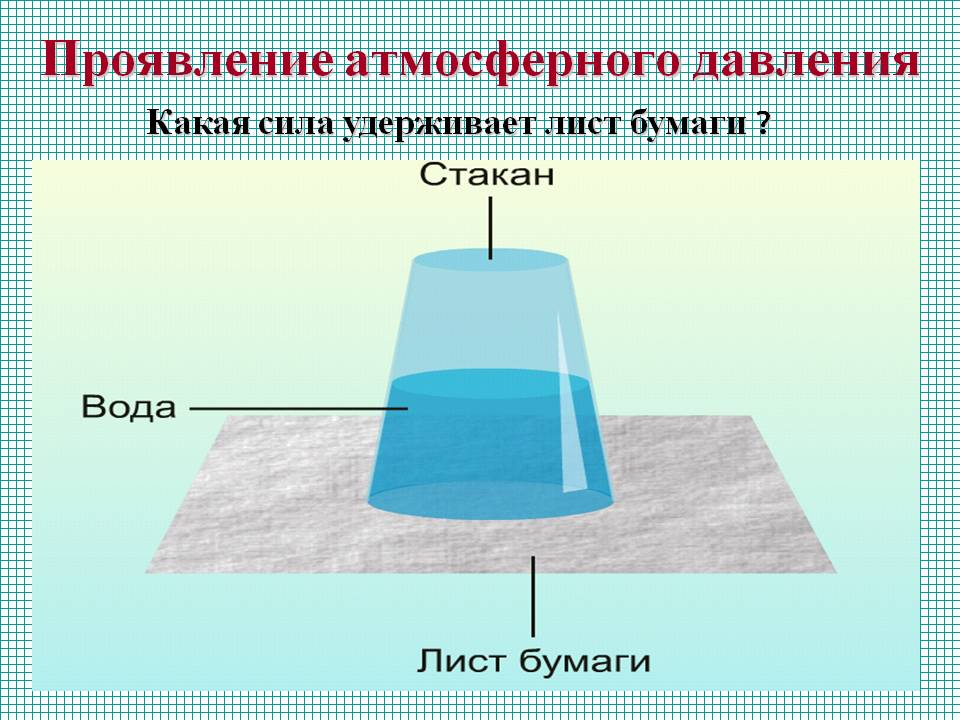 Проявление атмосферного давления
Какая сила удерживает лист бумаги ?
Стакан
Вода
Лист бумаги